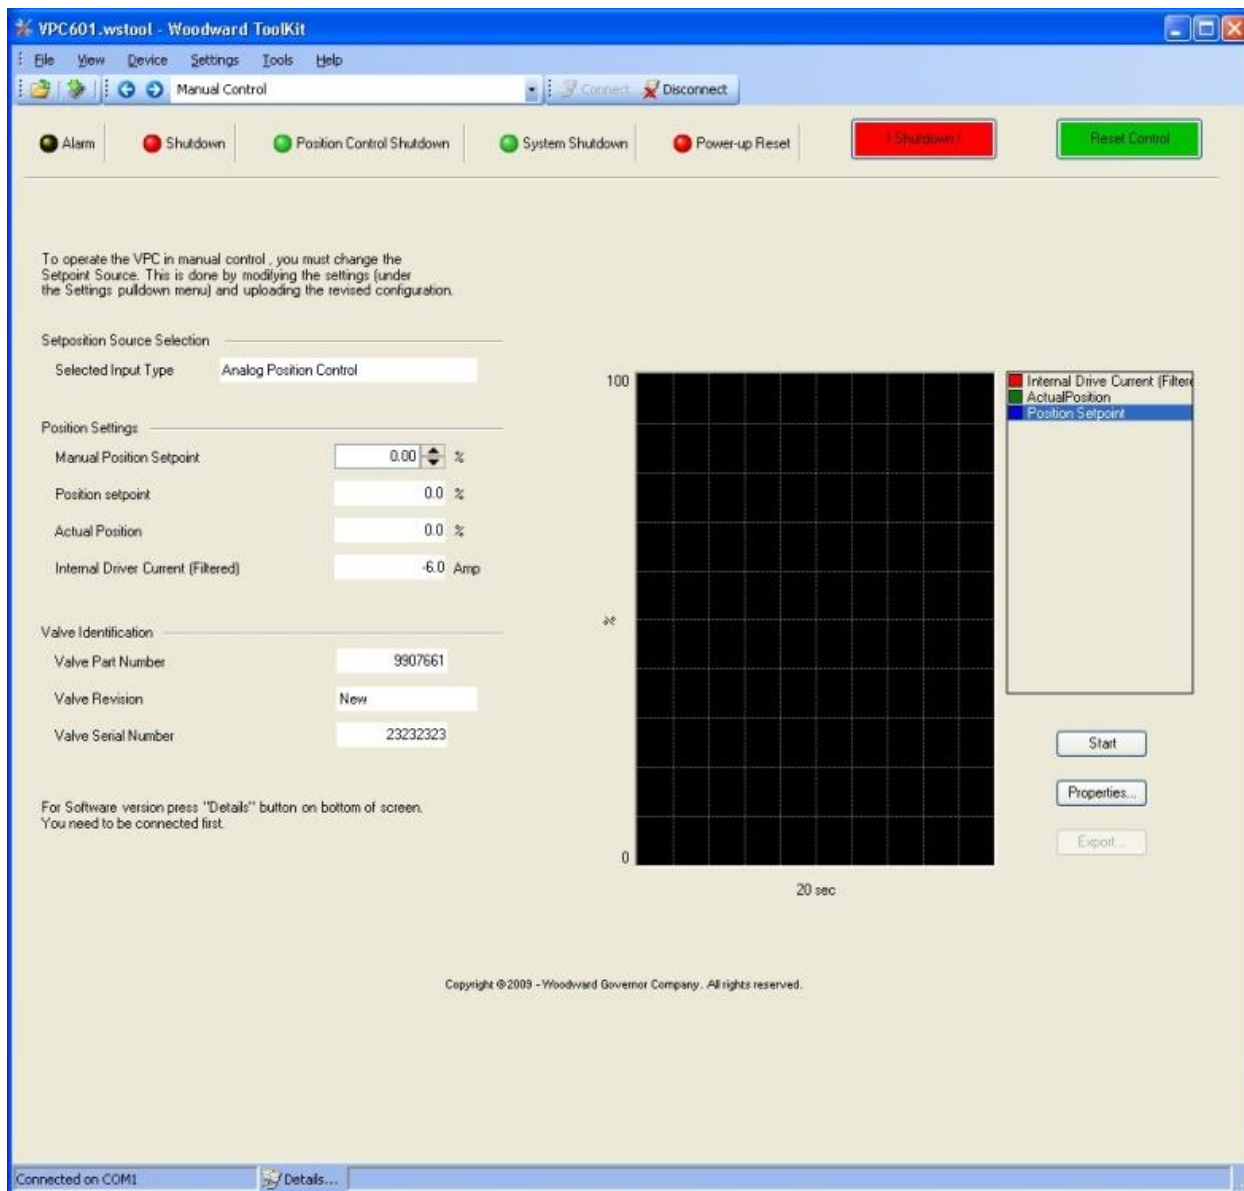 VPC601.wstool - Woodward ToolKit
File View Device Settings Tools Help
Manual Control Connect Disconnect
Alarm Shutdown Position Control Shutdown System Shutdown Power-up Reset ! Shutdown ! Reset Control
To operate the VPC in manual control , you must change the
Setpoint Source. This is done by modifying the settings (under
the Settings pulldown menu) and uploading the revised configuration.
Setposition Source Selection
Selected Input Type Analog Position Control
Position Settings
Manual Position Setpoint 0.00 %
Position setpoint 0.0 %
Actual Position 0.0 %
Internal Driver Current (Filtered) -6.0 Amp
Valve Identification
Valve Part Number 9907661
Valve Revision New
Valve Serial Number 23232323
For Software version press "Details" button on bottom of screen.
You need to be connected first.
100
%
0
20 sec
Internal Drive Current (Filtere
ActualPosition
Position Setpoint
Start
Properties...
Export...
Copyright © 2009 - Woodward Governor Company. All rights reserved.
Connected on COM1 Details...